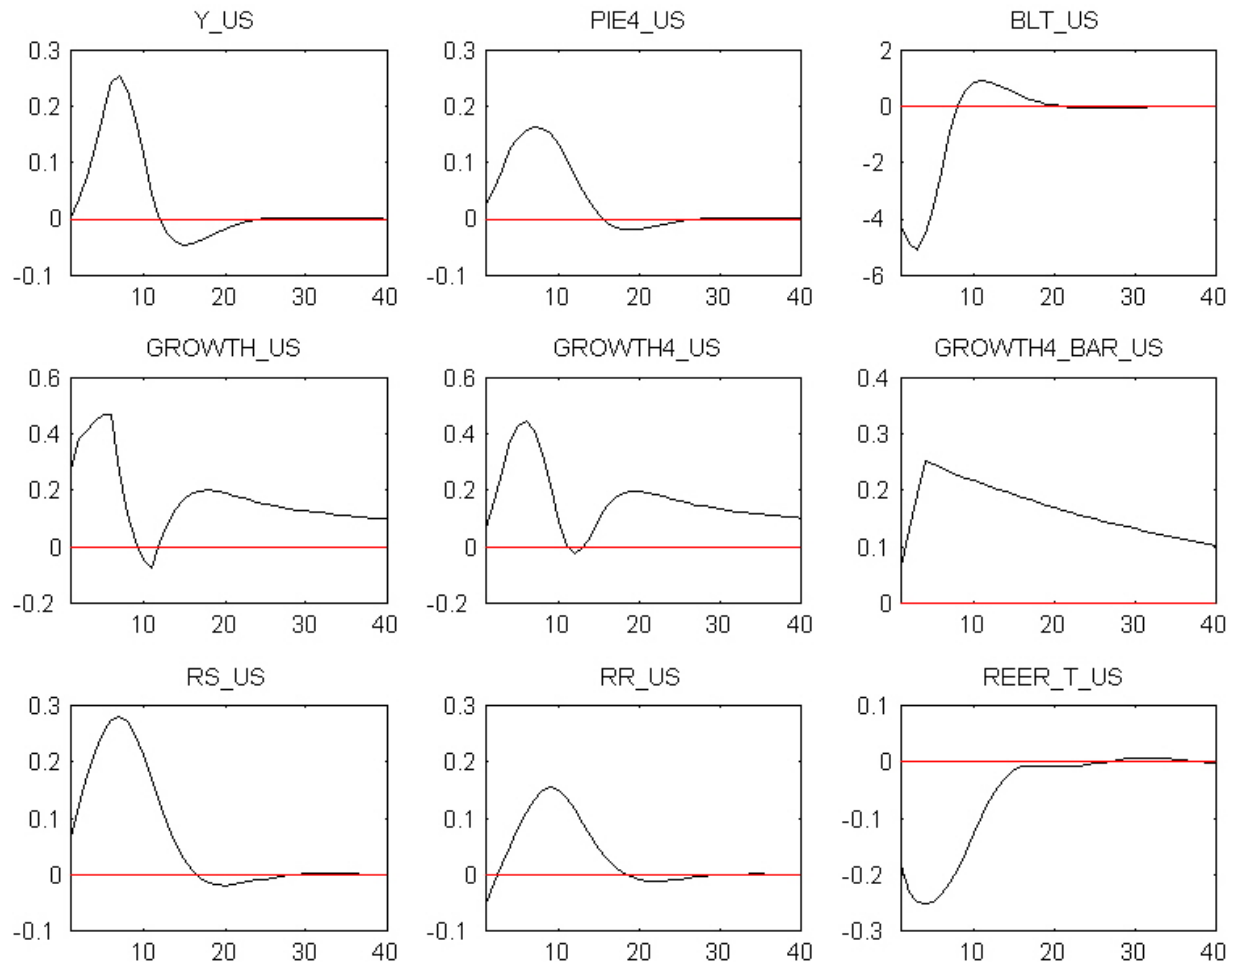 Y_US PIE4_US BLT_US
0.3 0.3 2
0.2 0.2 0
0.1 0.1 -2
0 0 -4
-0.1 -0.1 -6
10 20 30 40 10 20 30 40 10 20 30 40
GROWTH_US GROWTH4_US GROWTH4_BAR_US
0.6 0.6 0.4
0.4 0.4 0.3
0.2 0.2 0.2
0 0 0.1
-0.2 -0.2 0
10 20 30 40 10 20 30 40 10 20 30 40
RS_US RR_US REER_T_US
0.3 0.3 0.1
0.2 0.2 0
0.1 0.1 -0.1
0 0 -0.2
-0.1 -0.1 -0.3
10 20 30 40 10 20 30 40 10 20 30 40